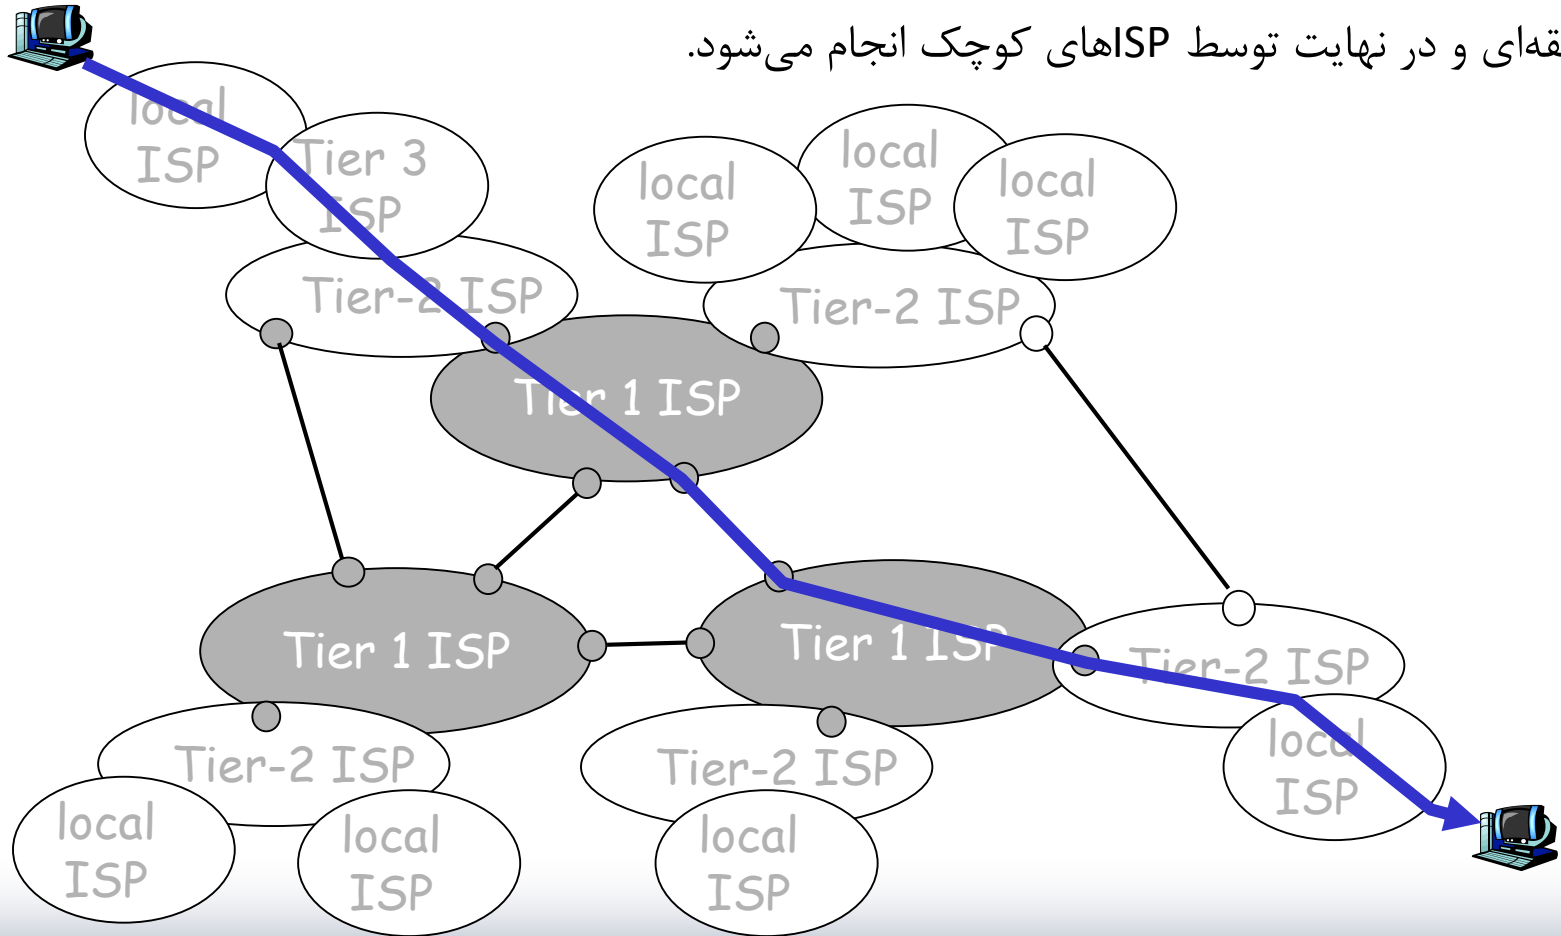 قه‌ای و در نهایت توسط ISPهای کوچک انجام می‌شود.
local
ISP
Tier 3
ISP
local
ISP
local
ISP
local
ISP
Tier-2 ISP
Tier-2 ISP
Tier 1 ISP
Tier 1 ISP
Tier 1 ISP
Tier-2 ISP
local
ISP
Tier-2 ISP
Tier-2 ISP
local
ISP
local
ISP
local
ISP